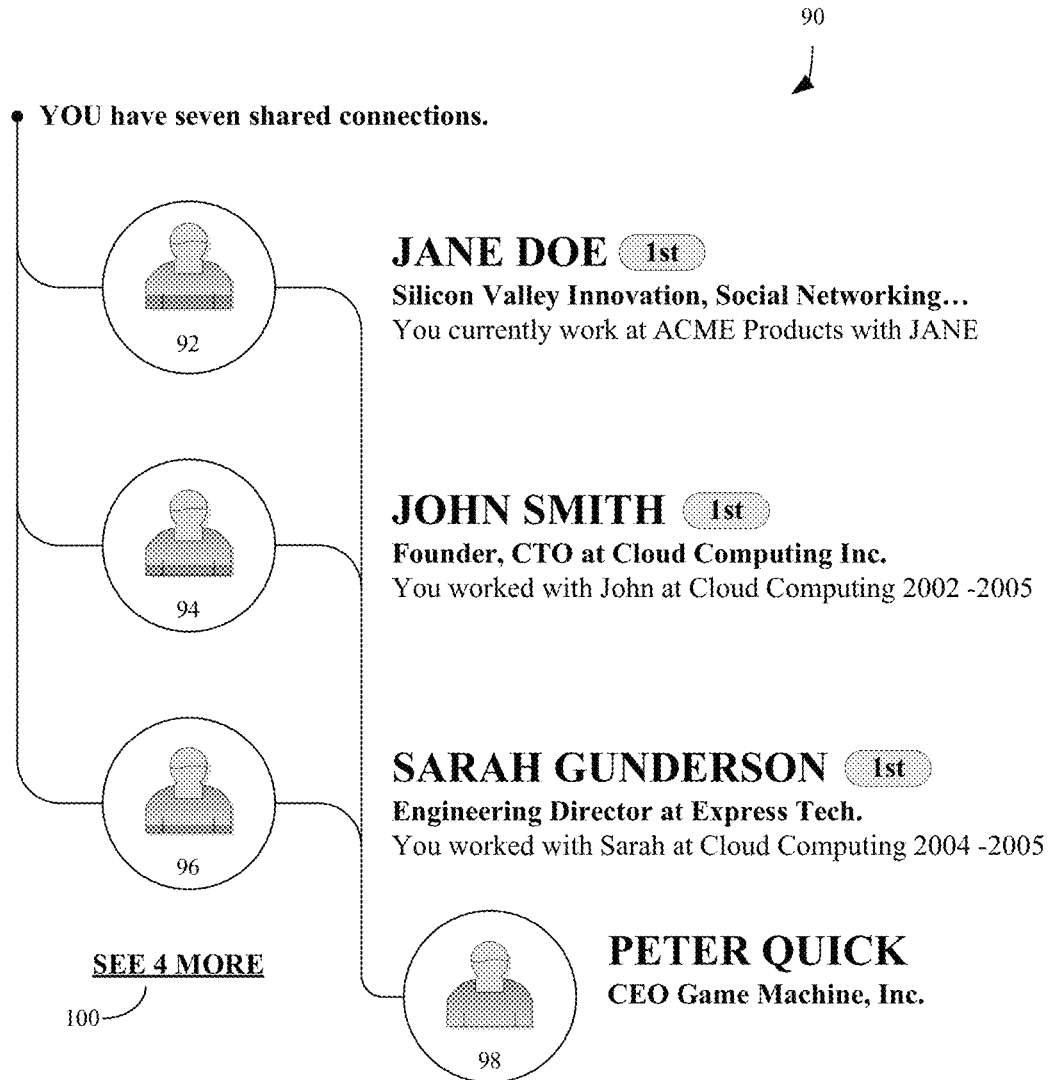 90
YOU have seven shared connections.
JANE DOE 1st
Silicon Valley Innovation, Social Networking...
You currently work at ACME Products with JANE
92
JOHN SMITH 1st
Founder, CTO at Cloud Computing Inc.
You worked with John at Cloud Computing 2002 -2005
94
SARAH GUNDERSON 1st
Engineering Director at Express Tech.
You worked with Sarah at Cloud Computing 2004 -2005
96
SEE 4 MORE
100
PETER QUICK
CEO Game Machine, Inc.
98